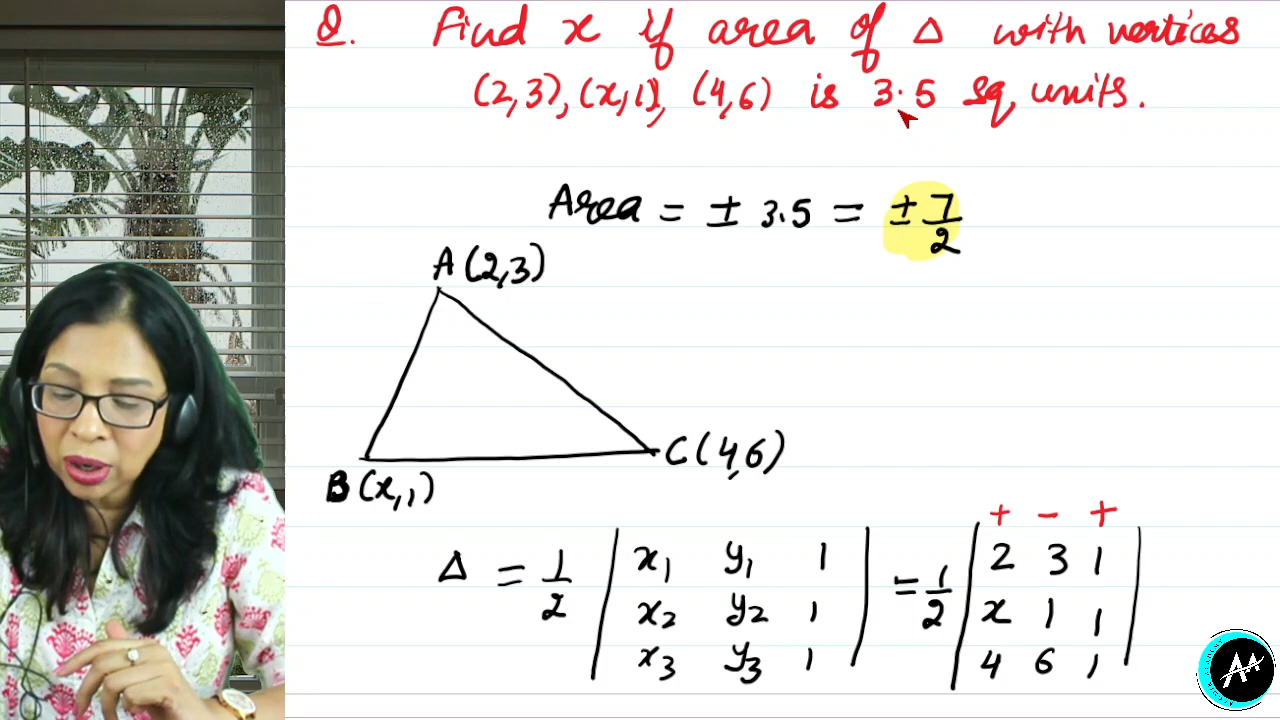 Q. Find x if area of Δ with vertices
(2,3), (x,1), (4,6) is 3.5 sq units.
Area = ± 3.5 = ± 7/2
A (2,3)
C (4,6)
B (x,1)
+ - +
Δ = 1/2 | x₁ y₁ 1 | = 1/2 | 2 3 1 |
x₂ y₂ 1 x 1 1
x₃ y₃ 1 4 6 1
A+